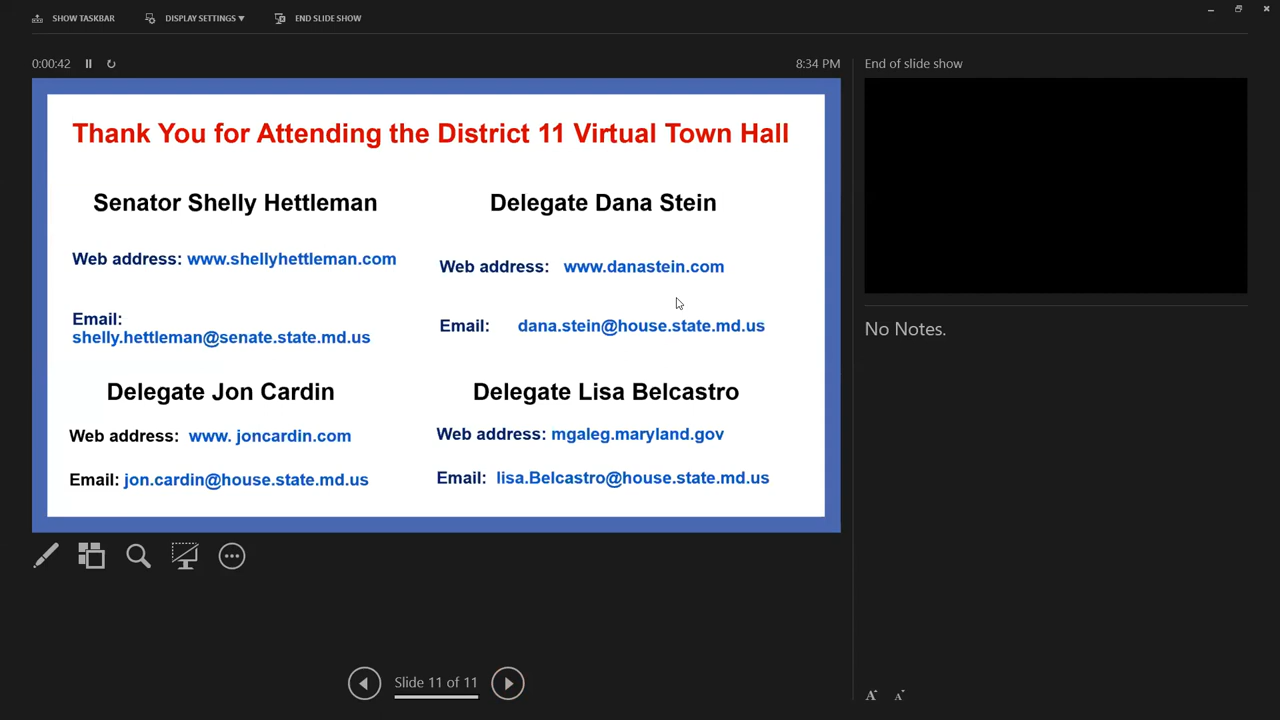 SHOW TASKBAR DISPLAY SETTINGS ▼ END SLIDE SHOW
0:00:42 8:34 PM
End of slide show
Thank You for Attending the District 11 Virtual Town Hall
Senator Shelly Hettleman
Web address: www.shellyhettleman.com
Email:
shelly.hettleman@senate.state.md.us
Delegate Dana Stein
Web address: www.danastein.com
Email: dana.stein@house.state.md.us
Delegate Jon Cardin
Web address: www. joncardin.com
Email: jon.cardin@house.state.md.us
Delegate Lisa Belcastro
Web address: mgaleg.maryland.gov
Email: lisa.Belcastro@house.state.md.us
No Notes.
Slide 11 of 11
A A